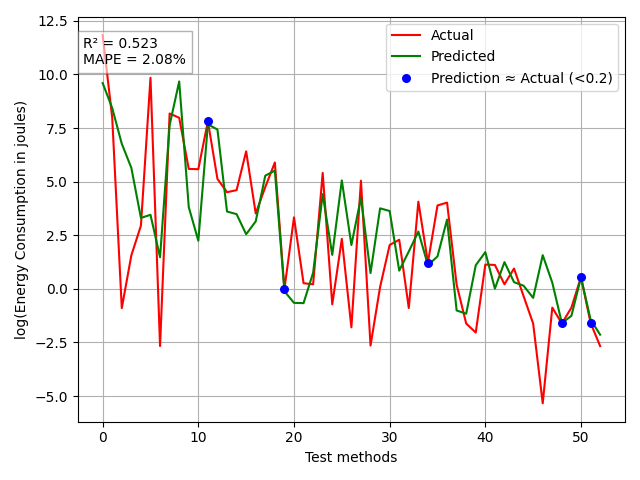 R² = 0.523
MAPE = 2.08%
Actual
Predicted
Prediction ≈ Actual (<0.2)
log(Energy Consumption in joules)
12.5
10.0
7.5
5.0
2.5
0.0
−2.5
−5.0
0 10 20 30 40 50
Test methods